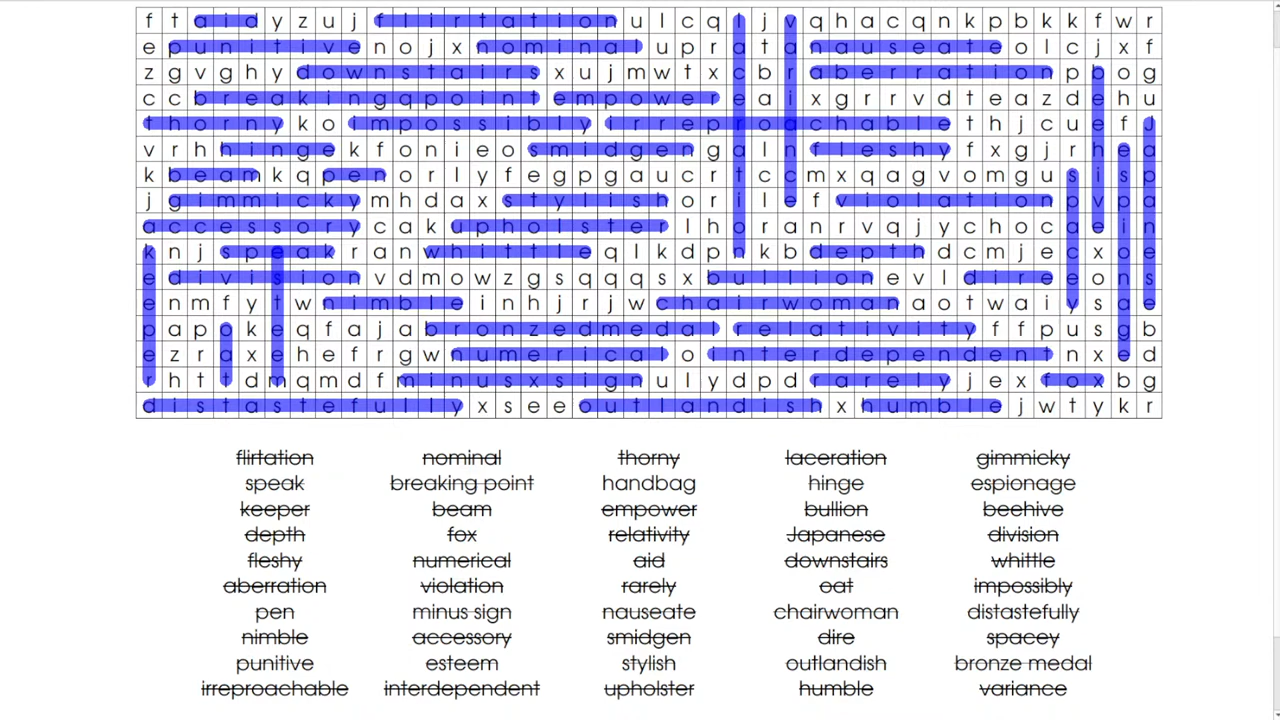 f t a i d y z u j f l i r t a t i o n u l c q l j v q h a c q n k p b k k f w r
e p u n i t i v e n o j x n o m i n a l u p r a t a n a u s e a t e o l c j x f
z g v g h y d o w n s t a i r s x u j m w t x c b r a b e r r a t i o n p b o g
c c b r e a k i n g q p o i n t e m p o w e r e a i x g r r v d t e a z d e h u
t h o r n y k o i m p o s s i b l y i r r e p r o a c h a b l e t h j c u e f J
v r h h i n g e k f o n i e o s m i d g e n g a l n f l e s h y f x g j r h e a
k b e a m k q p e n o r l y f e g p g a u c r t c c m x q a g v o m g u s i s p
j g i m m i c k y m h d a x s t y l i s h o r i l e f v i o l a t i o n p v p a
a c c e s s o r y c a k u p h o l s t e r l h o r a n r v q j y c h o c a e i n
k n j s p e a k r a n w h i t t l e q l k d p n k b d e p t h d c m j e c x o e
e d i v i s i o n v d m o w z g s q q q s x b u l l i o n e v l d i r e e o n s
e n m f y t w n i m b l e i n h j r j w c h a i r w o m a n a o t w a i y s a e
p a p o k e q f a j a b r o n z e d m e d a l r e l a t i v i t y f f p u s g b
e z r a x e h e f r g w n u m e r i c a l o i n t e r d e p e n d e n t n x e d
r h t t d m q m d f m i n u s x s i g n u l y d p d r a r e l y j e x f o x b g
d i s t a s t e f u l l y x s e e o u t l a n d i s h x h u m b l e j w t y k r
flirtation nominal thorny laceration gimmicky
speak breaking point handbag hinge espionage
keeper beam empower bullion beehive
depth fox relativity Japanese division
fleshy numerical aid downstairs whittle
aberration violation rarely oat impossibly
pen minus sign nauseate chairwoman distastefully
nimble accessory smidgen dire spacey
punitive esteem stylish outlandish bronze medal
irreproachable interdependent upholster humble variance